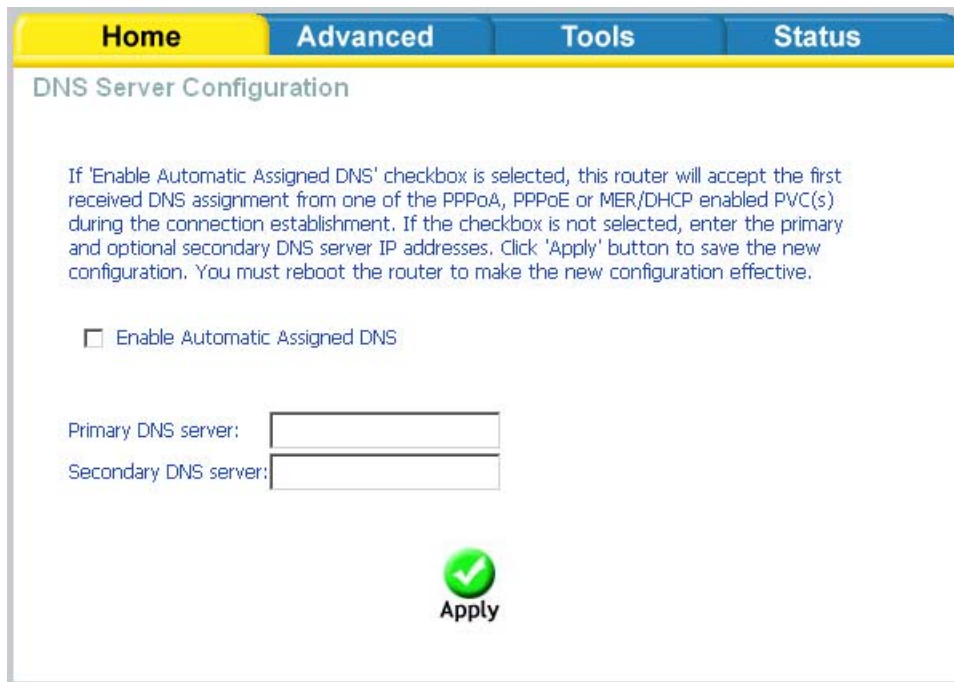 Home Advanced Tools Status
DNS Server Configuration
If 'Enable Automatic Assigned DNS' checkbox is selected, this router will accept the first
received DNS assignment from one of the PPPoA, PPPoE or MER/DHCP enabled PVC(s)
during the connection establishment. If the checkbox is not selected, enter the primary
and optional secondary DNS server IP addresses. Click 'Apply' button to save the new
configuration. You must reboot the router to make the new configuration effective.
Enable Automatic Assigned DNS
Primary DNS server:
Secondary DNS server:
Apply